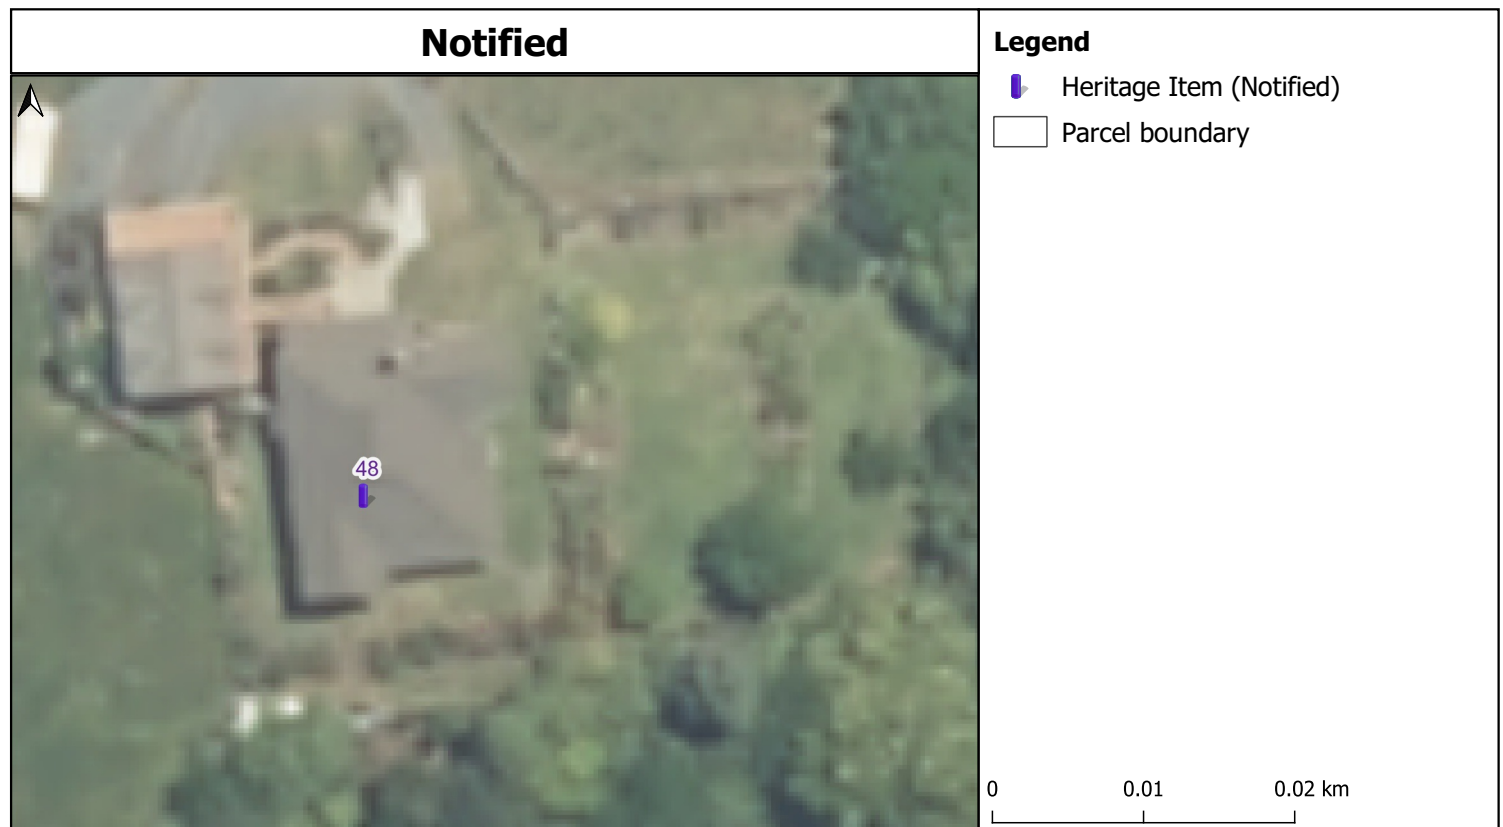 Notified
Legend
Heritage Item (Notified)
Parcel boundary
48
0 0.01 0.02 km